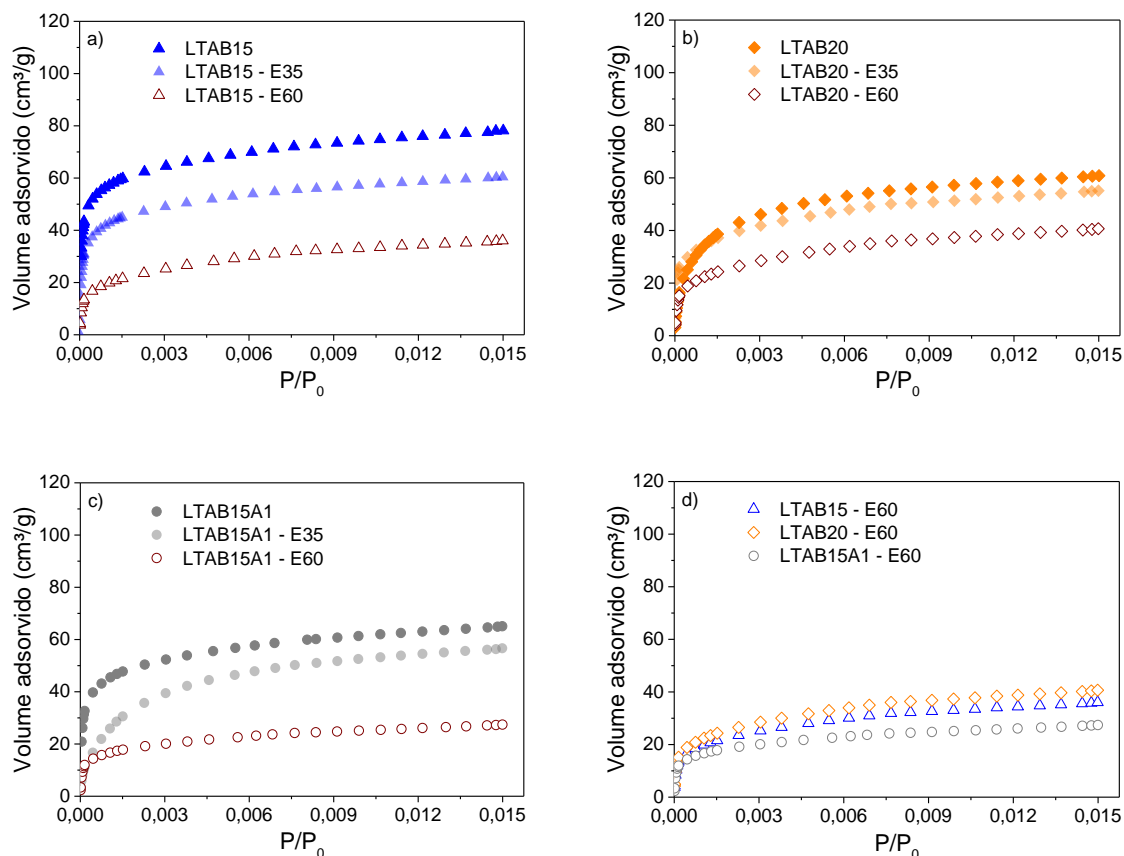 a)
LTAB15
LTAB15 - E35
LTAB15 - E60
Volume adsorvido (cm³/g)
120
100
80
60
40
20
0
0,000 0,003 0,006 0,009 0,012 0,015
P/P₀
b)
LTAB20
LTAB20 - E35
LTAB20 - E60
Volume adsorvido (cm³/g)
120
100
80
60
40
20
0
0,000 0,003 0,006 0,009 0,012 0,015
P/P₀
c)
LTAB15A1
LTAB15A1 - E35
LTAB15A1 - E60
Volume adsorvido (cm³/g)
120
100
80
60
40
20
0
0,000 0,003 0,006 0,009 0,012 0,015
P/P₀
d)
LTAB15 - E60
LTAB20 - E60
LTAB15A1 - E60
Volume adsorvido (cm³/g)
120
100
80
60
40
20
0
0,000 0,003 0,006 0,009 0,012 0,015
P/P₀